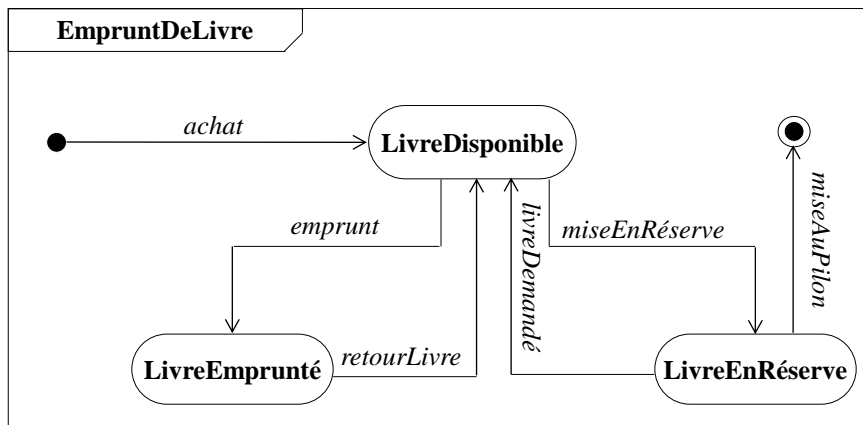 EmpruntDeLivre
achat
LivreDisponible
emprunt
livreDemandé
miseEnRéserve
miseAuPilon
LivreEmprunté
retourLivre
LivreEnRéserve